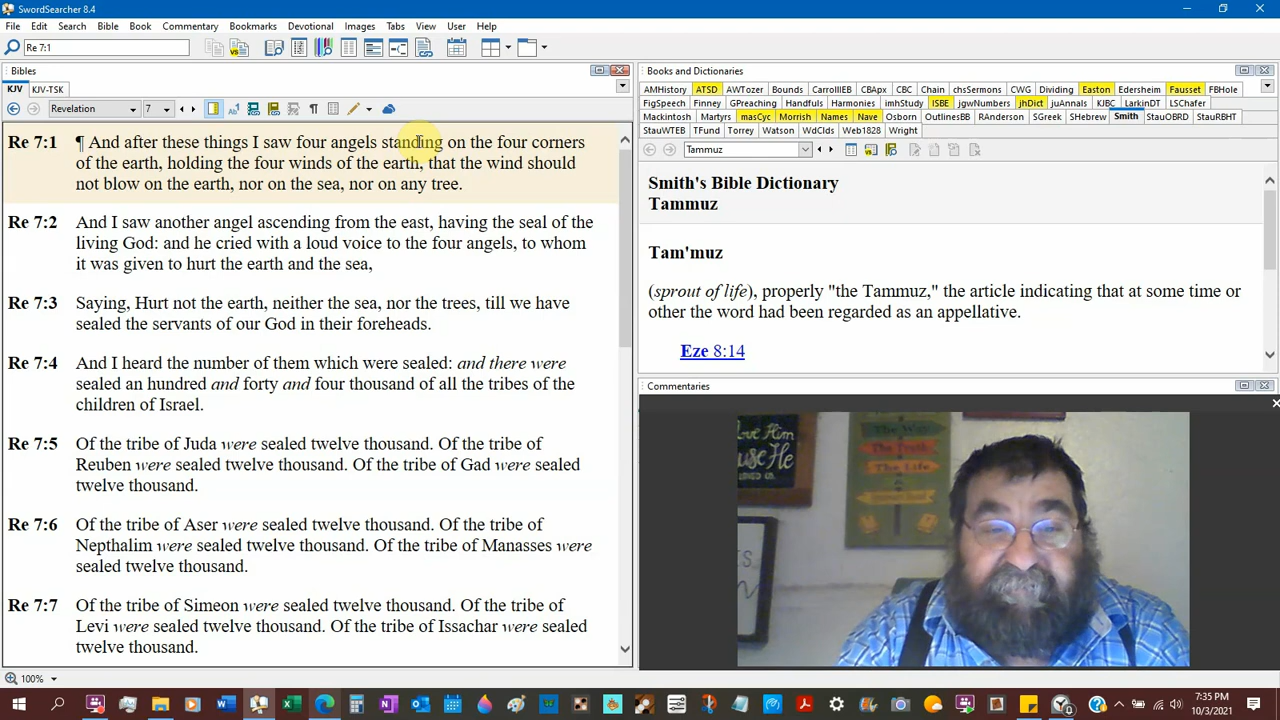 SwordSearcher 8.4
File Edit Search Bible Book Commentary Bookmarks Devotional Images Tabs View User Help
Re 7:1
Bibles
KJV KJV-TSK
Revelation 7
Re 7:1 ¶ And after these things I saw four angels standing on the four corners
of the earth, holding the four winds of the earth, that the wind should
not blow on the earth, nor on the sea, nor on any tree.
Re 7:2 And I saw another angel ascending from the east, having the seal of the
living God: and he cried with a loud voice to the four angels, to whom
it was given to hurt the earth and the sea,
Re 7:3 Saying, Hurt not the earth, neither the sea, nor the trees, till we have
sealed the servants of our God in their foreheads.
Re 7:4 And I heard the number of them which were sealed: and there were
sealed an hundred and forty and four thousand of all the tribes of the
children of Israel.
Re 7:5 Of the tribe of Juda were sealed twelve thousand. Of the tribe of
Reuben were sealed twelve thousand. Of the tribe of Gad were sealed
twelve thousand.
Re 7:6 Of the tribe of Aser were sealed twelve thousand. Of the tribe of
Nepthalim were sealed twelve thousand. Of the tribe of Manasses were
sealed twelve thousand.
Re 7:7 Of the tribe of Simeon were sealed twelve thousand. Of the tribe of
Levi were sealed twelve thousand. Of the tribe of Issachar were sealed
twelve thousand.
100%
Books and Dictionaries
AMHistory ATSD AWTozer Bounds CarrollIEB CBApx CBC Chain chsSermons CWG Dividing Easton Edersheim Fausset FBHole
FigSpeech Finney GPreaching Handfuls Harmonies imhStudy ISBE jgwNumbers jhDict juAnnals KJBC LarkinDT LSChafer
Mackintosh Martyrs masCyc Morrish Names Nave Orbson OutlinesBB RAnderson SGreek SHebrew Smith StauOBRD StauRBHT
StauWTEB TFund Torrey Watson WdClds Web1828 Wright
Tammuz
Smith's Bible Dictionary
Tammuz
Tam'muz
(sprout of life), properly "the Tammuz," the article indicating that at some time or
other the word had been regarded as an appellative.
Eze 8:14
Commentaries
ove Him
use He
LOVED US.
The Way
The Truth
The Life
7:35 PM
10/3/2021